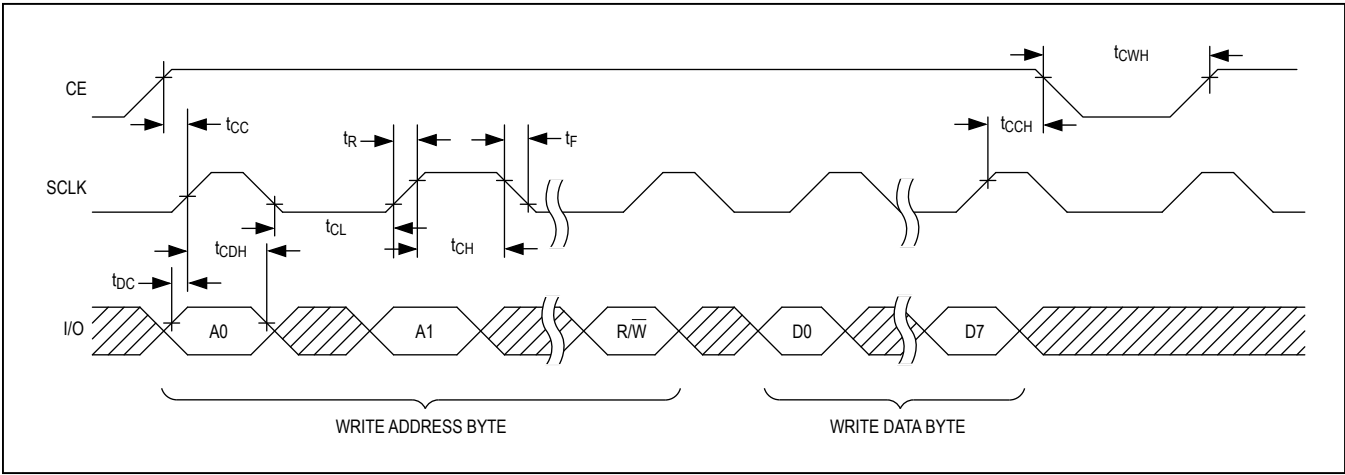 CE
tCC
tR
tF
tCWH
tCCH
SCLK
tCDH
tCL
tCH
tDC
I/O
A0
A1
R/W̅
D0
D7
WRITE ADDRESS BYTE
WRITE DATA BYTE